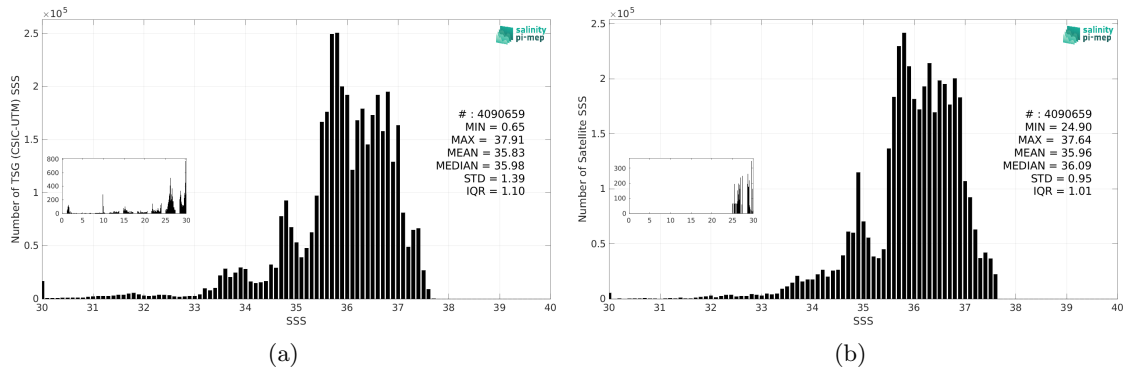 ×10⁵
2.5
2
1.5
1
0.5
0
Number of TSG (CSIC-UTM) SSS
salinity
pi-mep
# : 4090659
MIN = 0.65
MAX = 37.91
MEAN = 35.83
MEDIAN = 35.98
STD = 1.39
IQR = 1.10
800
600
400
200
0
0 5 10 15 20 25 30
30 31 32 33 34 35 36 37 38 39 40
SSS
(a)
×10⁵
2.5
2
1.5
1
0.5
0
Number of Satellite SSS
salinity
pi-mep
# : 4090659
MIN = 24.90
MAX = 37.64
MEAN = 35.96
MEDIAN = 36.09
STD = 0.95
IQR = 1.01
300
200
100
0
0 5 10 15 20 25 30
30 31 32 33 34 35 36 37 38 39 40
SSS
(b)